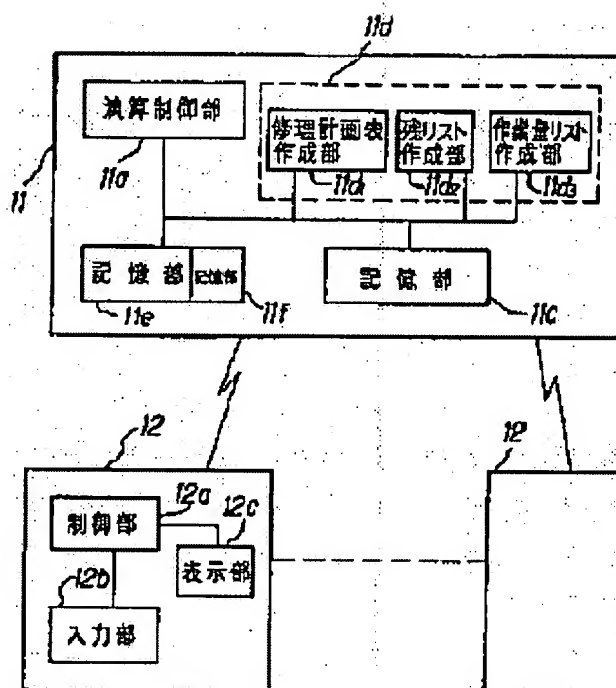 11d
演算制御部
修理計画表
作成部
残リスト
作成部
作業量リスト
作成部
11
11a
11d1
11d2
11d3
記憶部
記憶部
記憶部
11e
11f
11c
12
12
制御部
12a
12c
12b
表示部
入力部